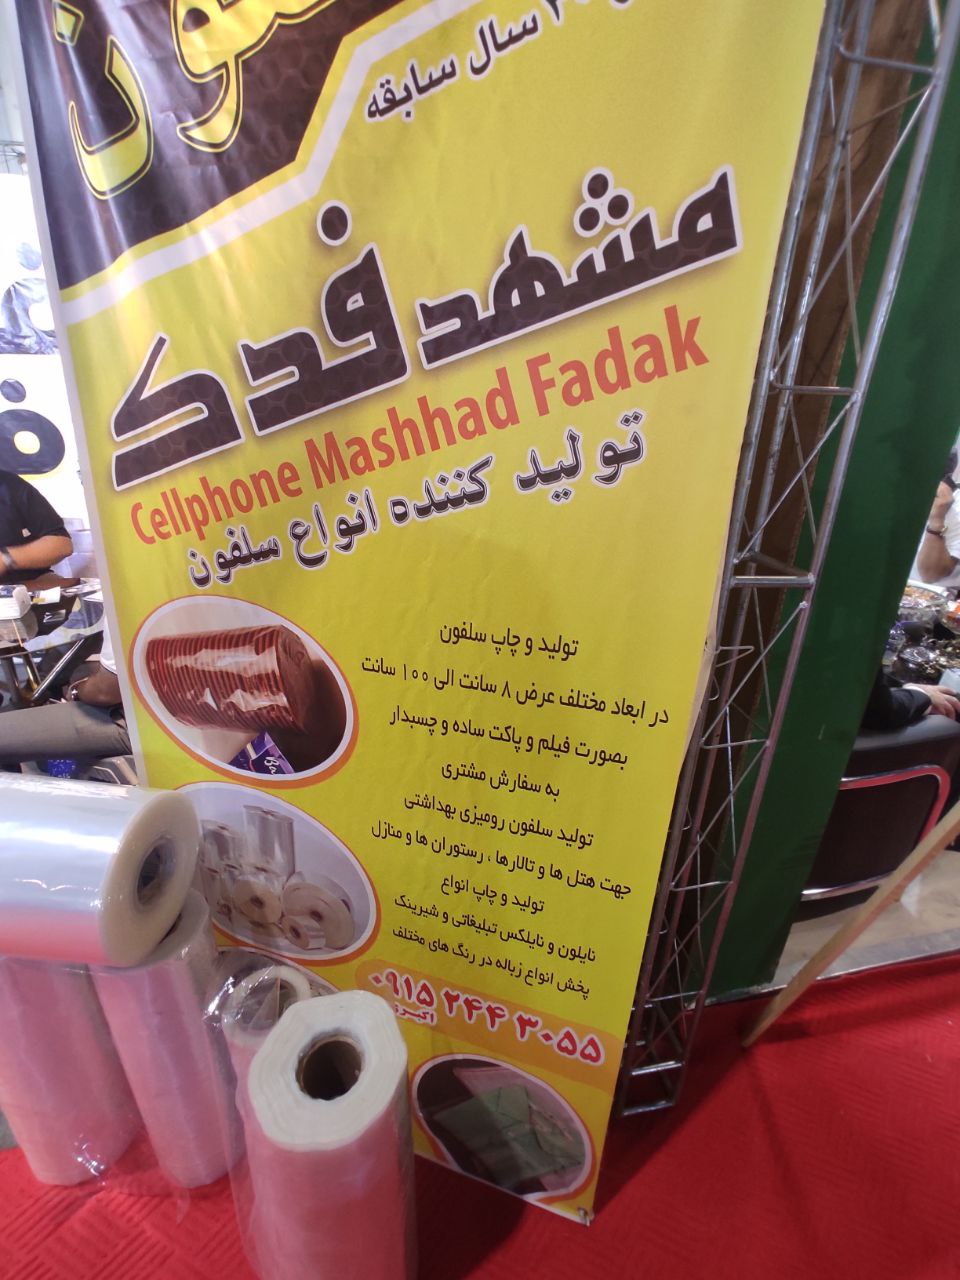 سال سابقه
مشهد فدک
Cellphone Mashhad Fadak
تولید کننده انواع سلفون
تولید و چاپ سلفون
در ابعاد مختلف عرض ۸ سانت الی ۱۰۰ سانت
بصورت فیلم و پاکت ساده و چسبدار
به سفارش مشتری
تولید سلفون رومیزی بهداشتی
جهت هتل ها و تالارها ، رستوران ها و منازل
تولید و چاپ انواع
نایلون و نایلکس تبلیغاتی و شیرینک
پخش انواع زباله در رنگ های مختلف
۰۹۱۵ ۲۴۴ ۳۰۵۵